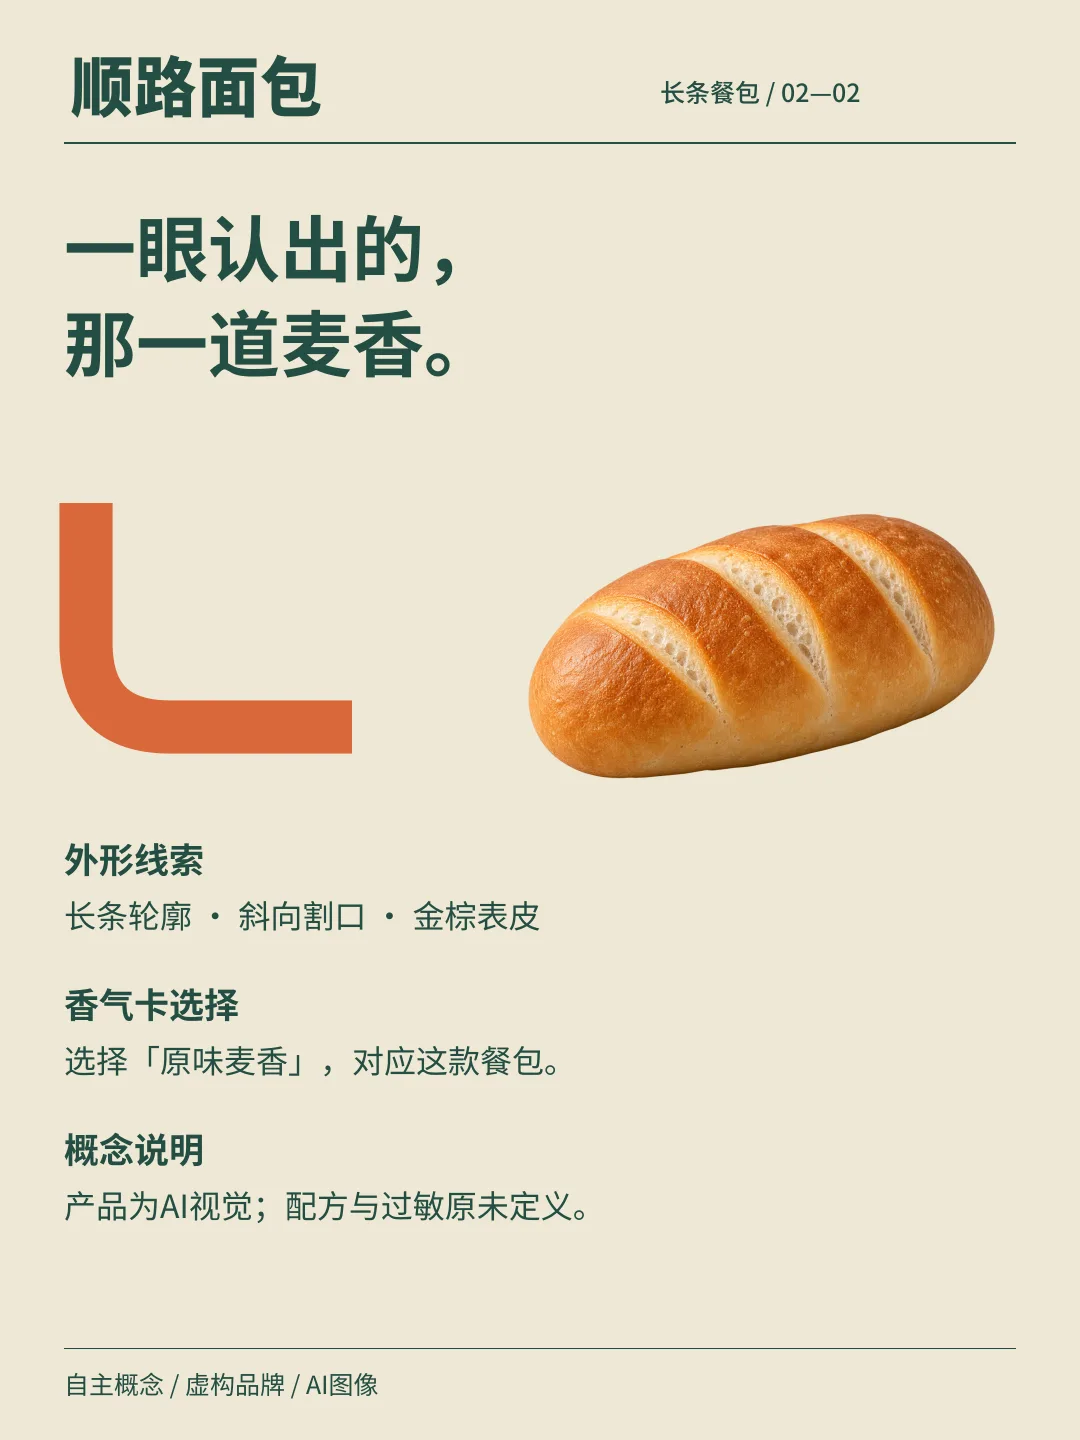 顺路面包
长条餐包 / 02—02
一眼认出的，
那一道麦香。
外形线索
长条轮廓 · 斜向割口 · 金棕表皮
香气卡选择
选择「原味麦香」，对应这款餐包。
概念说明
产品为AI视觉；配方与过敏原未定义。
自主概念 / 虚构品牌 / AI图像